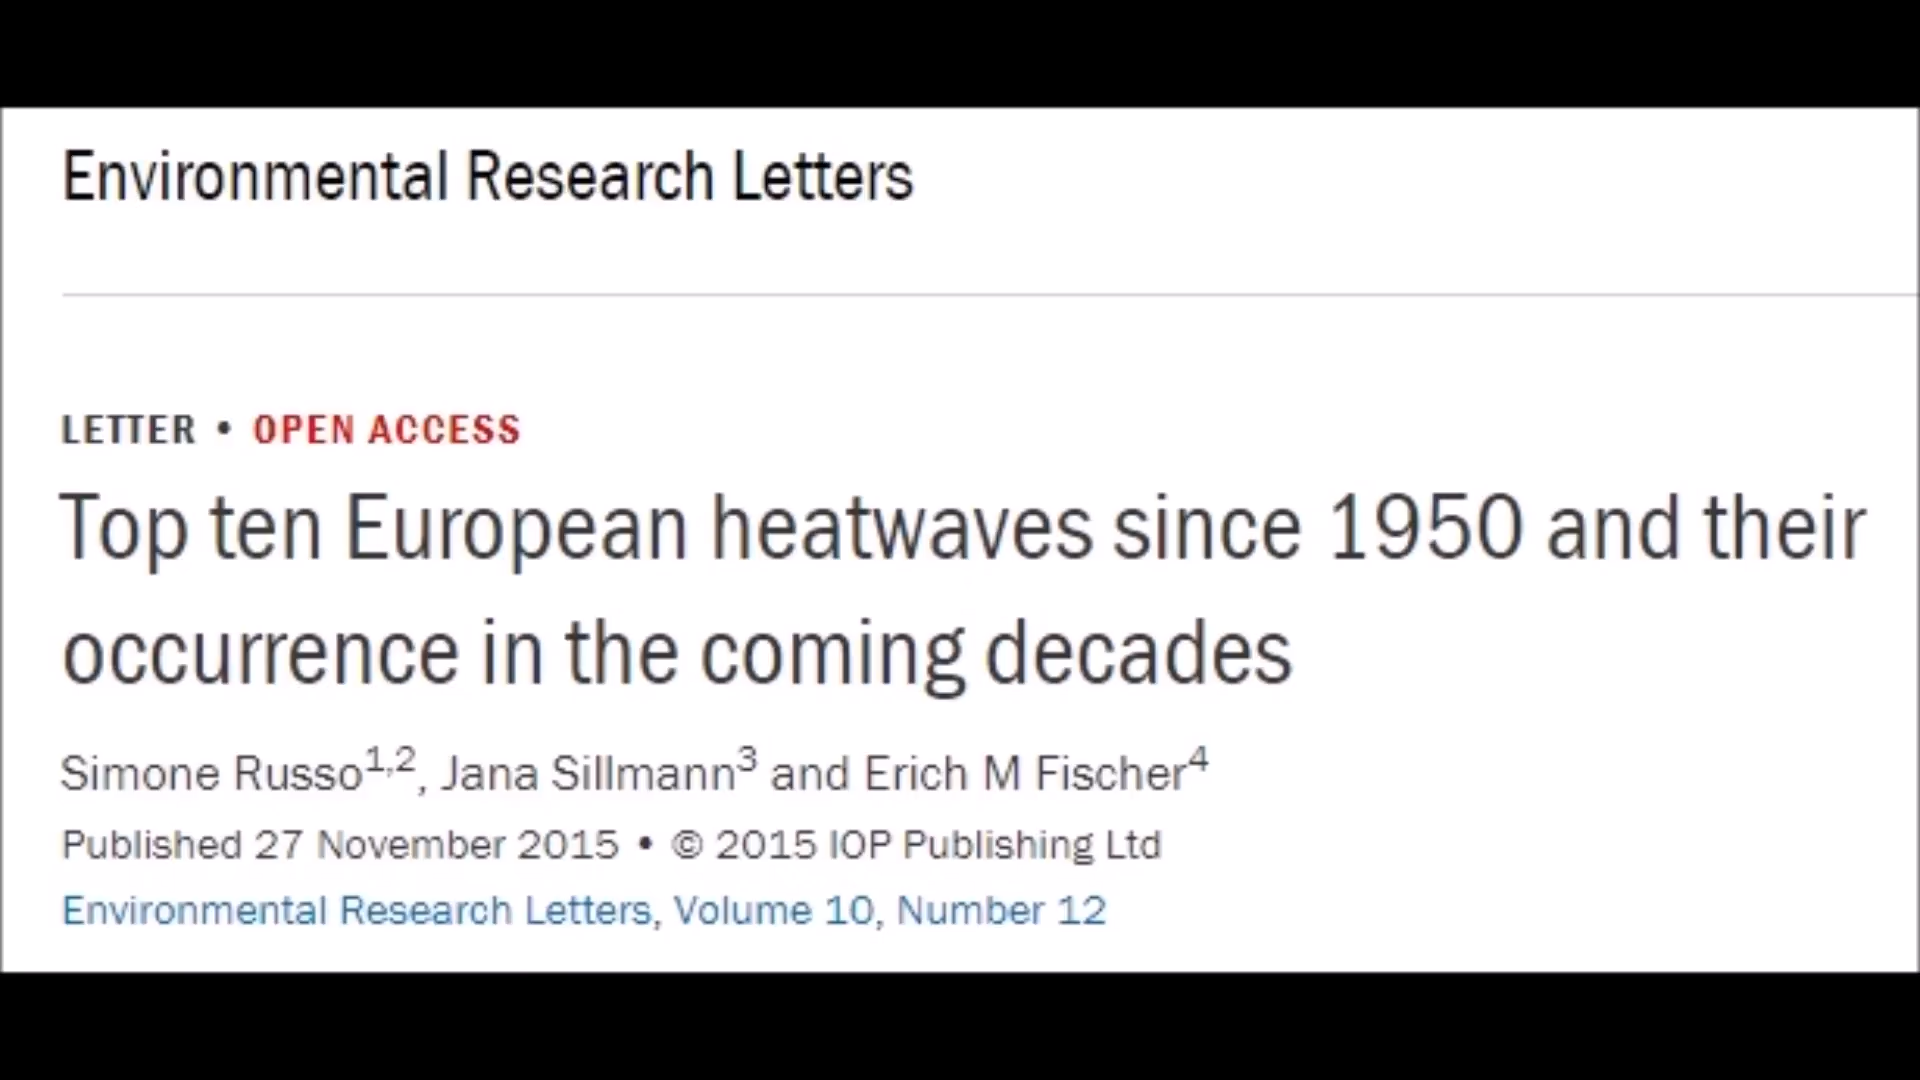 Environmental Research Letters
LETTER • OPEN ACCESS
Top ten European heatwaves since 1950 and their
occurrence in the coming decades
Simone Russo1,2, Jana Sillmann3 and Erich M Fischer4
Published 27 November 2015 • © 2015 IOP Publishing Ltd
Environmental Research Letters, Volume 10, Number 12